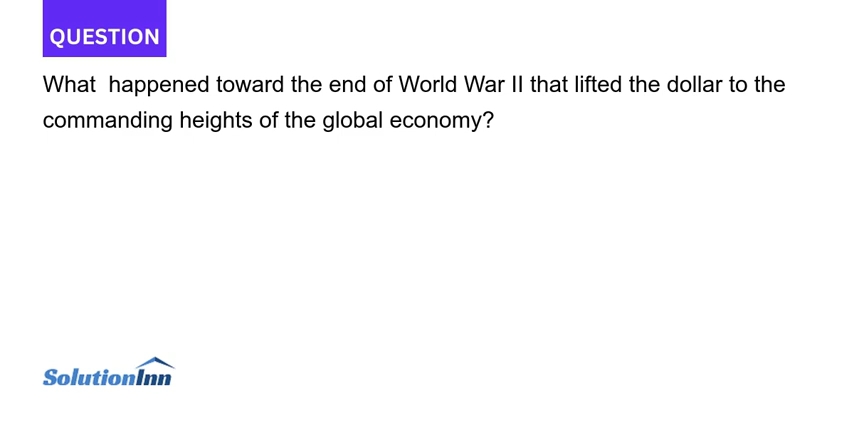 QUESTION
What  happened toward the end of World War II that lifted the dollar to the
commanding heights of the global economy?
SolutionInn